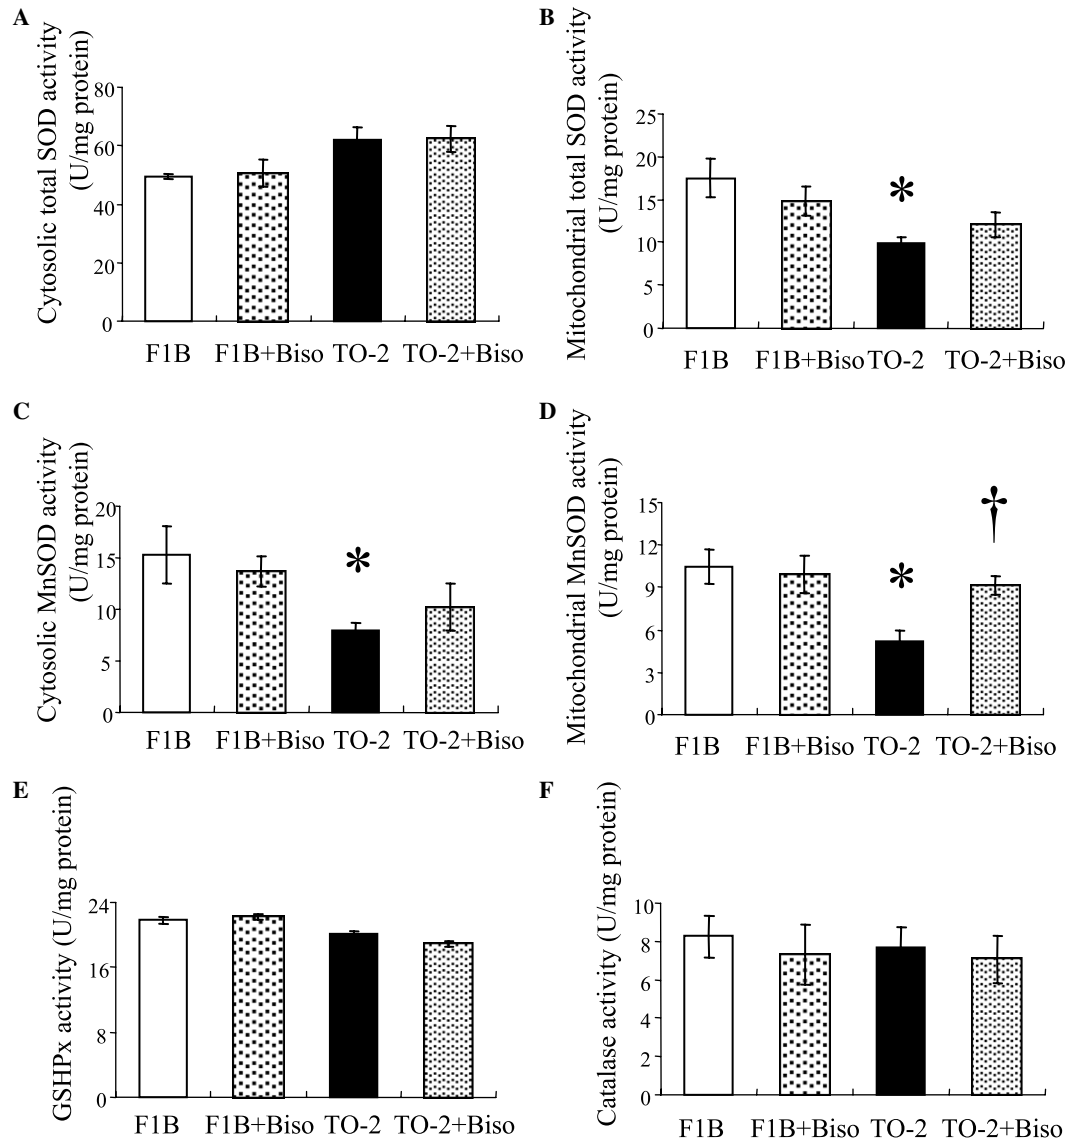 A
Cytosolic total SOD activity
(U/mg protein)
80
60
40
20
0
F1B F1B+Biso TO-2 TO-2+Biso
B
Mitochondrial total SOD activity
(U/mg protein)
25
20
15
10
5
0
*
F1B F1B+Biso TO-2 TO-2+Biso
C
Cytosolic MnSOD activity
(U/mg protein)
20
15
10
5
0
*
F1B F1B+Biso TO-2 TO-2+Biso
D
Mitochondrial MnSOD activity
(U/mg protein)
15
12
9
6
3
0
*
†
F1B F1B+Biso TO-2 TO-2+Biso
E
GSHPx activity (U/mg protein)
24
16
8
0
F1B F1B+Biso TO-2 TO-2+Biso
F
Catalase activity (U/mg protein)
10
8
6
4
2
0
F1B F1B+Biso TO-2 TO-2+Biso